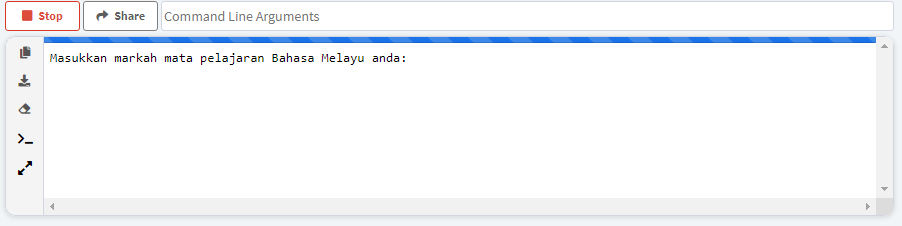 Stop Share Command Line Arguments
Masukkan markah mata pelajaran Bahasa Melayu anda: